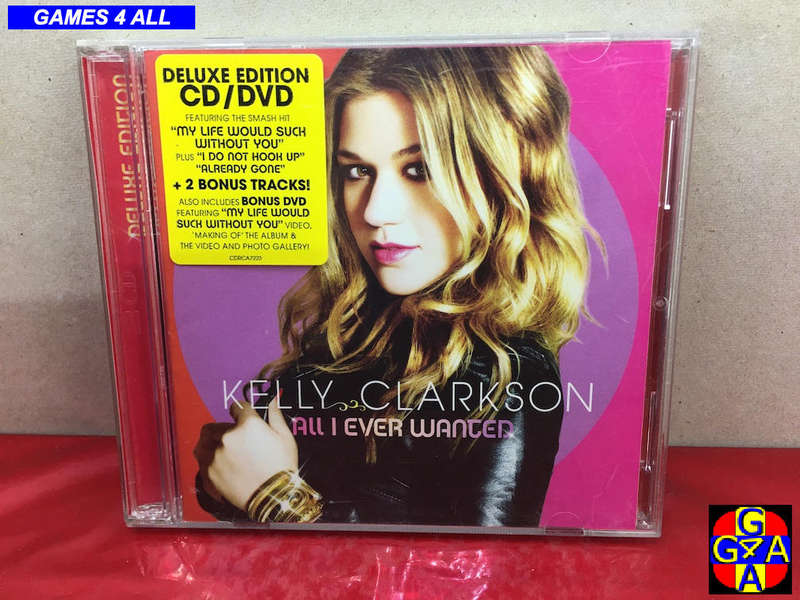 GAMES 4 ALL
DELUXE EDITION
DELUXE EDITION
CD/DVD
FEATURING THE SMASH HIT
"MY LIFE WOULD SUCK
WITHOUT YOU"
PLUS "I DO NOT HOOK UP"
"ALREADY GONE"
+ 2 BONUS TRACKS!
ALSO INCLUDES BONUS DVD
FEATURING "MY LIFE WOULD
SUCK WITHOUT YOU" VIDEO,
'MAKING OF' THE ALBUM &
THE VIDEO AND PHOTO GALLERY!
CDRCA7223
KELLY CLARKSON
ALL I EVER WANTED
G
G4A
A